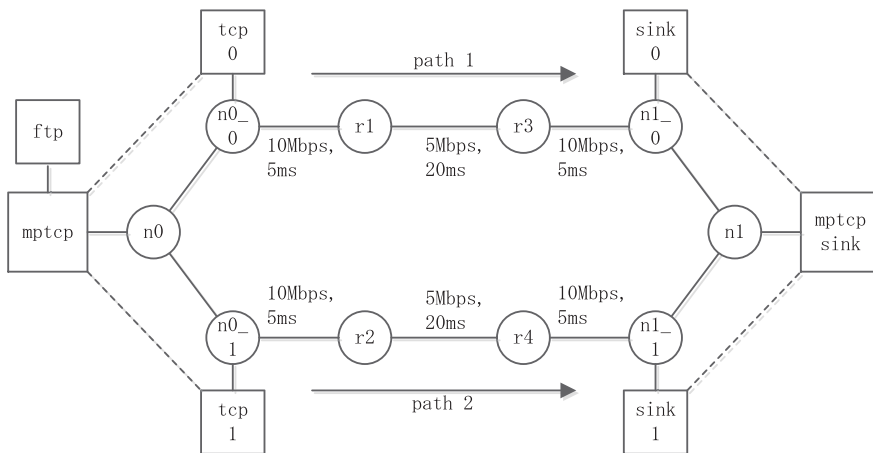 tcp
0
sink
0
path 1
ftp
n0_
0
r1
r3
n1_
0
10Mbps,
5ms
5Mbps,
20ms
10Mbps,
5ms
mptcp
n0
n1
mptcp
sink
10Mbps,
5ms
5Mbps,
20ms
10Mbps,
5ms
n0_
1
r2
r4
n1_
1
path 2
tcp
1
sink
1